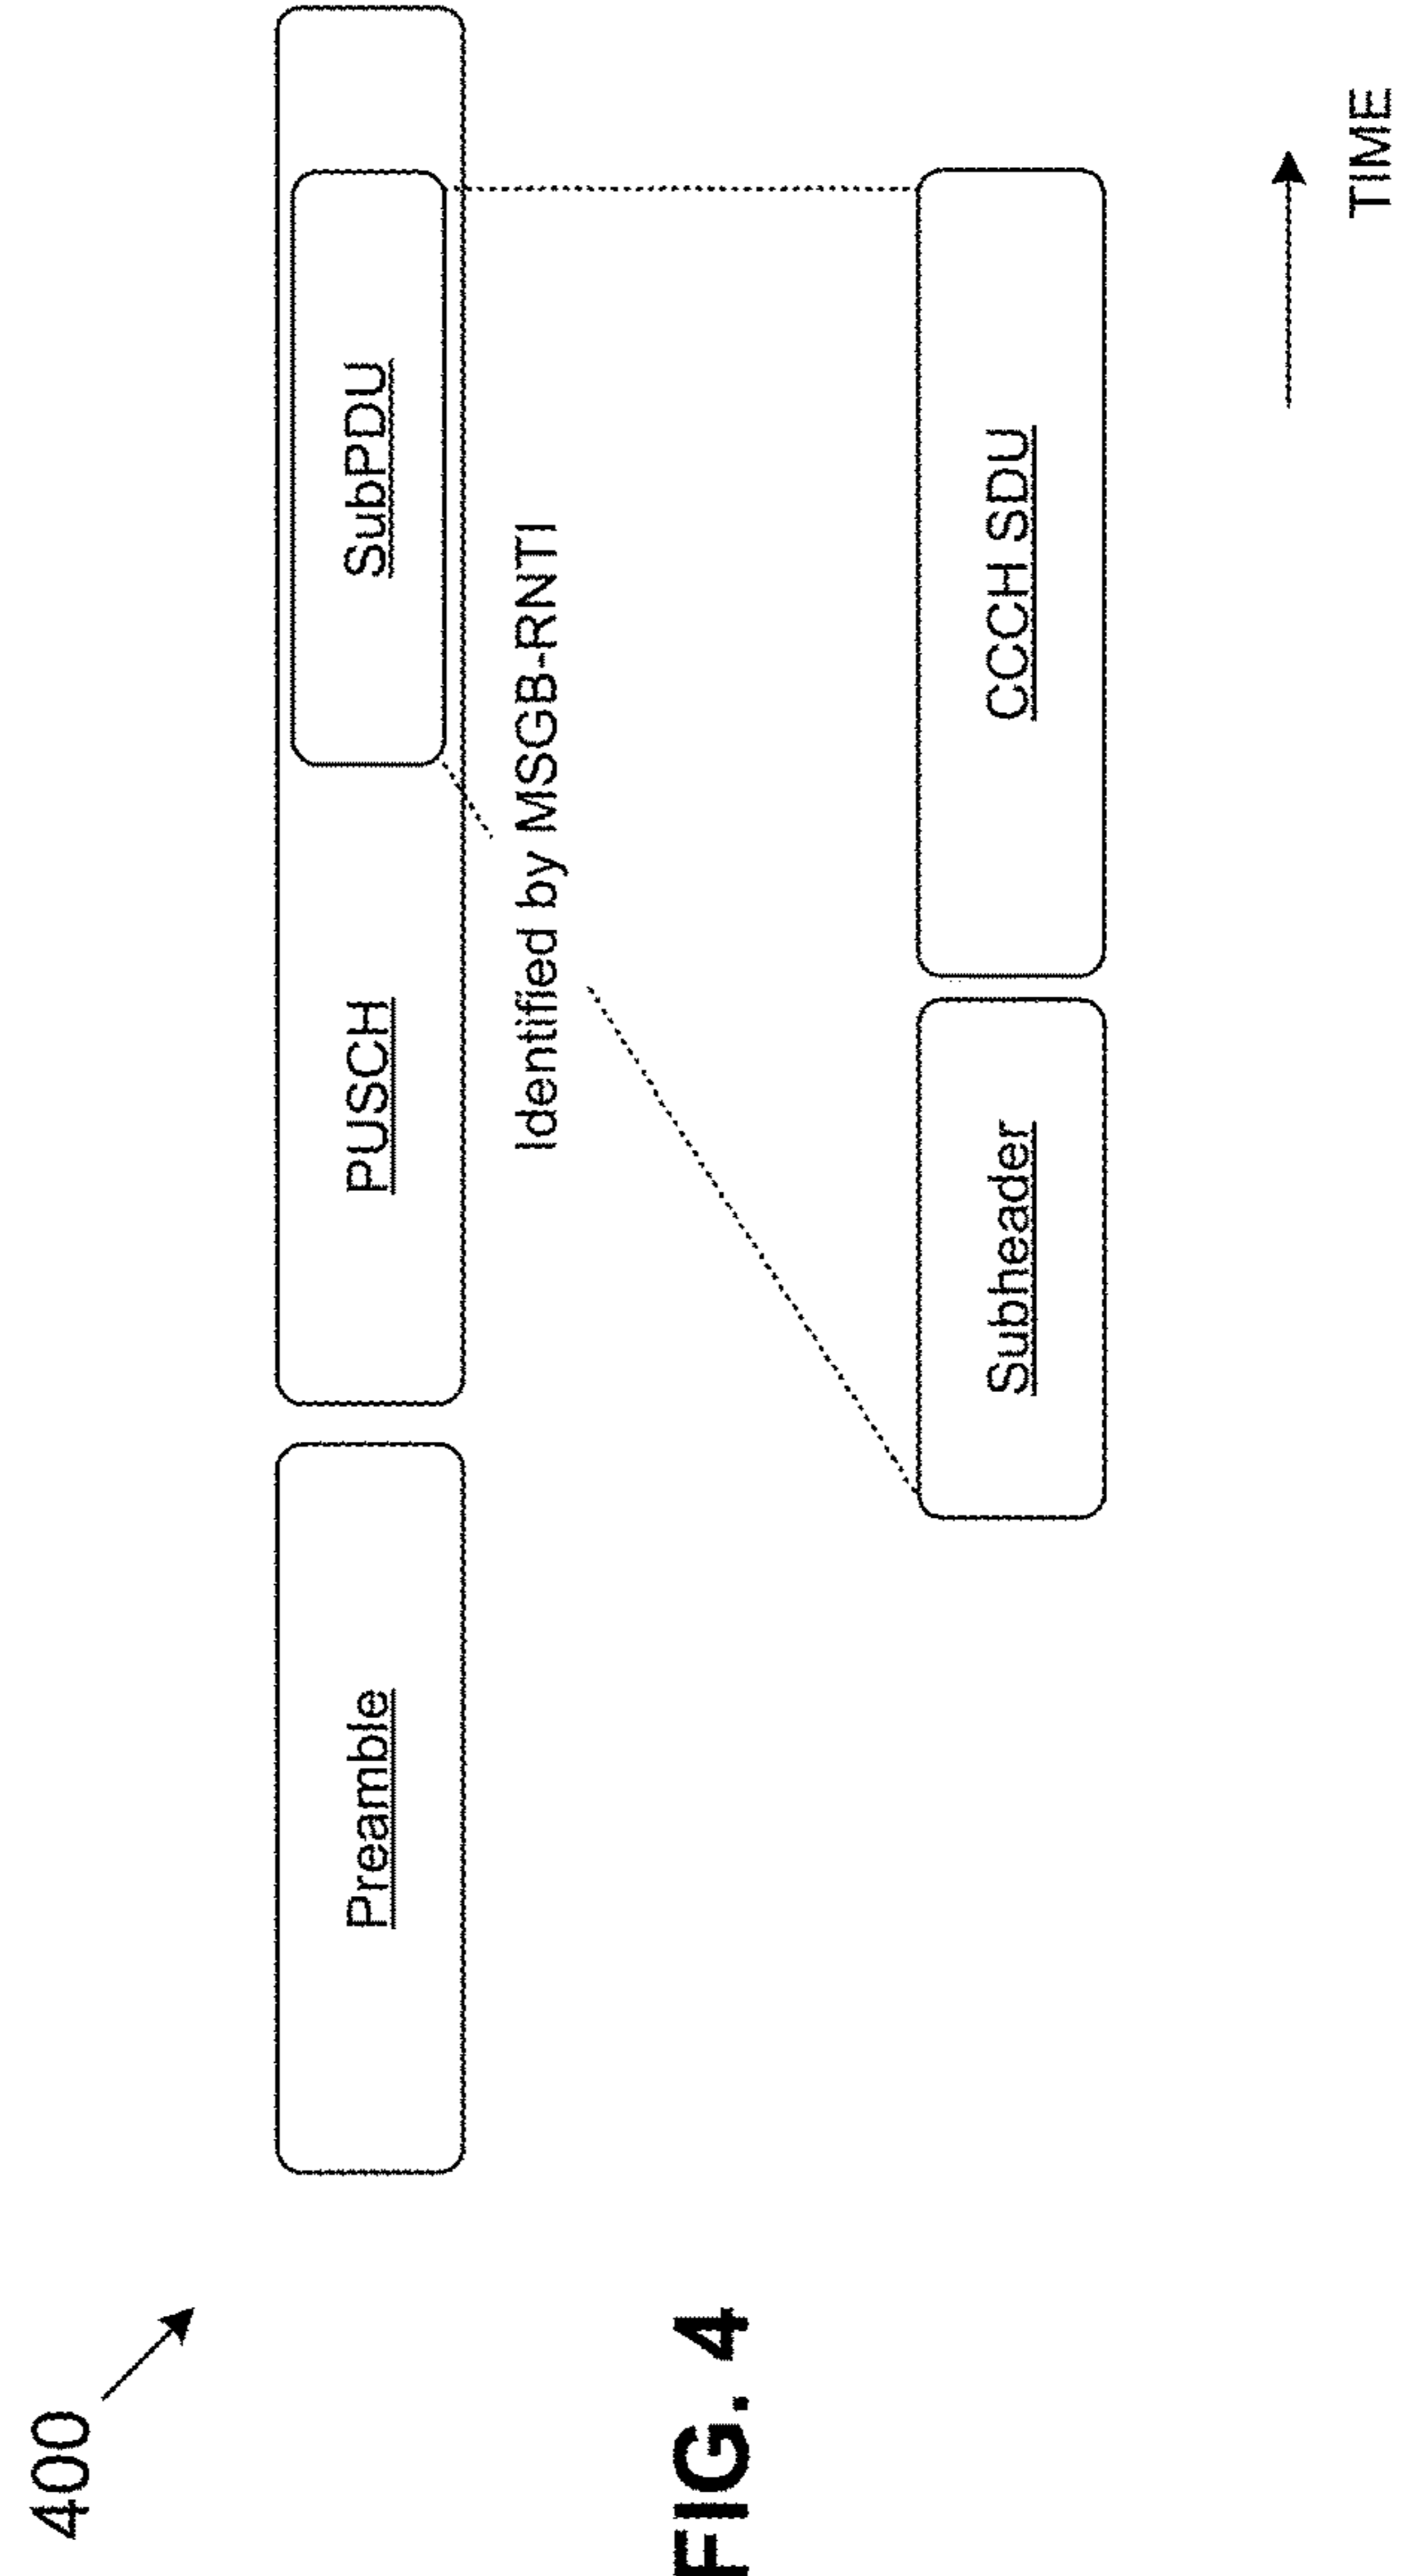 400
Preamble
PUSCH
SubPDU
Identified by MSGB-RNTI
Subheader
CCCH SDU
TIME
FIG. 4